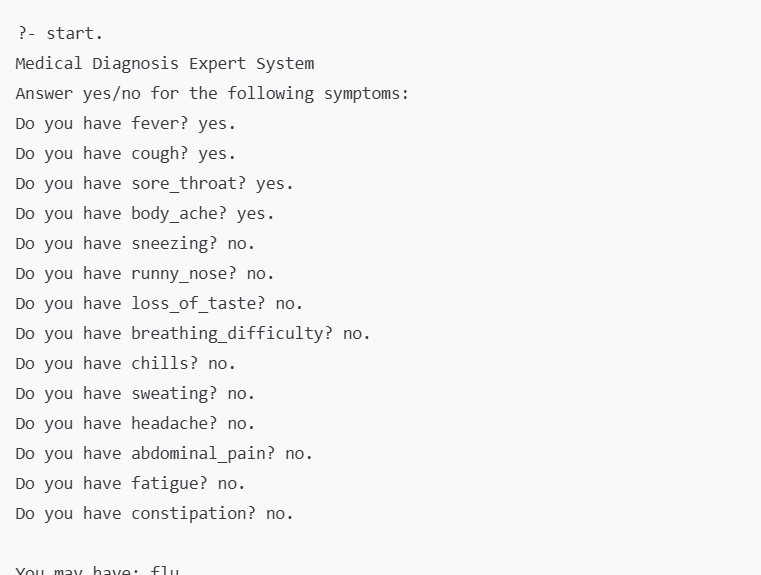 ?- start.
Medical Diagnosis Expert System
Answer yes/no for the following symptoms:
Do you have fever? yes.
Do you have cough? yes.
Do you have sore_throat? yes.
Do you have body_ache? yes.
Do you have sneezing? no.
Do you have runny_nose? no.
Do you have loss_of_taste? no.
Do you have breathing_difficulty? no.
Do you have chills? no.
Do you have sweating? no.
Do you have headache? no.
Do you have abdominal_pain? no.
Do you have fatigue? no.
Do you have constipation? no.
You may have: flu